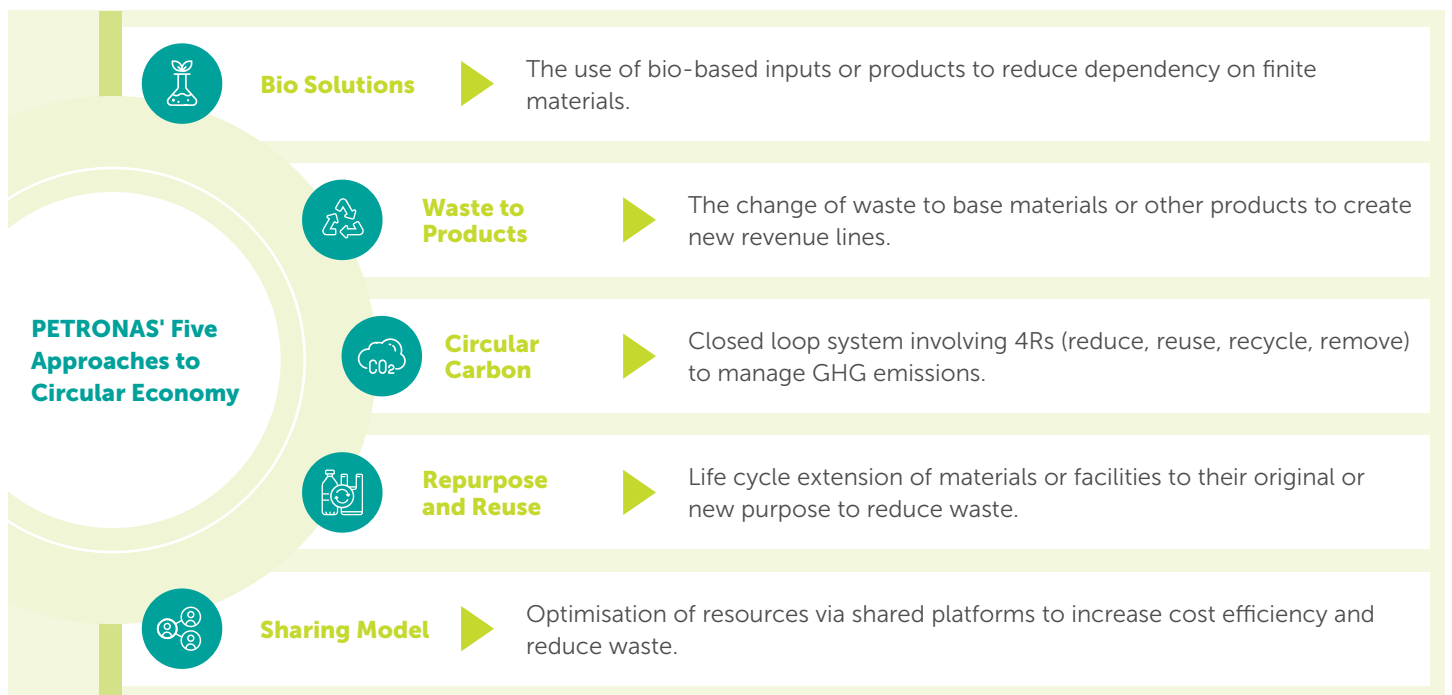 PETRONAS' Five
Approaches to
Circular Economy
Bio Solutions
The use of bio-based inputs or products to reduce dependency on finite
materials.
Waste to
Products
The change of waste to base materials or other products to create
new revenue lines.
CO2
Circular
Carbon
Closed loop system involving 4Rs (reduce, reuse, recycle, remove)
to manage GHG emissions.
Repurpose
and Reuse
Life cycle extension of materials or facilities to their original or
new purpose to reduce waste.
Sharing Model
Optimisation of resources via shared platforms to increase cost efficiency and
reduce waste.